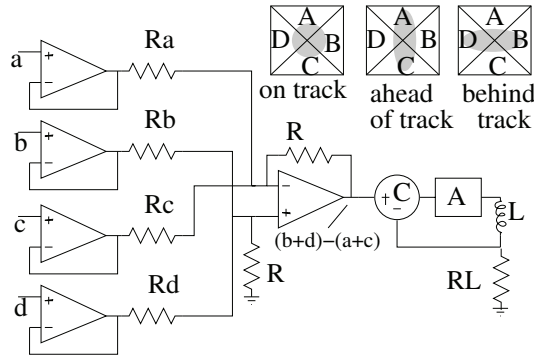 a
Ra
b
Rb
c
Rc
d
Rd
A
D B
C
on track
A
D B
C
ahead
of track
A
D B
C
behind
track
R
R
(b+d)-(a+c)
C
A
L
RL
+
−
+
−
+
−
+
−
−
+
+
−